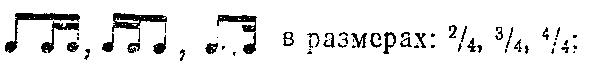 , , в размерах: 2/4, 3/4, 4/4;